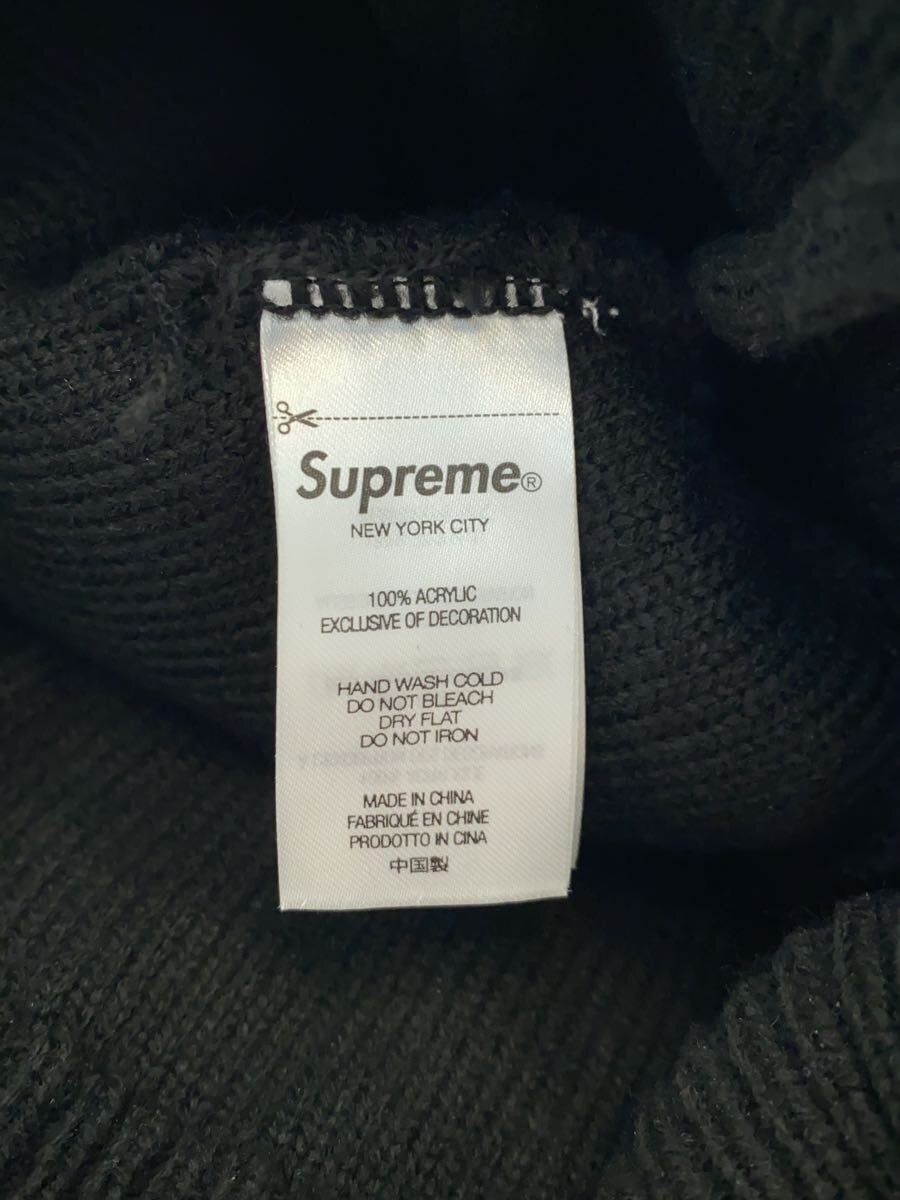 Supreme®
NEW YORK CITY
100% ACRYLIC
EXCLUSIVE OF DECORATION
HAND WASH COLD
DO NOT BLEACH
DRY FLAT
DO NOT IRON
MADE IN CHINA
FABRIQUÉ EN CHINE
PRODOTTO IN CINA
中国製